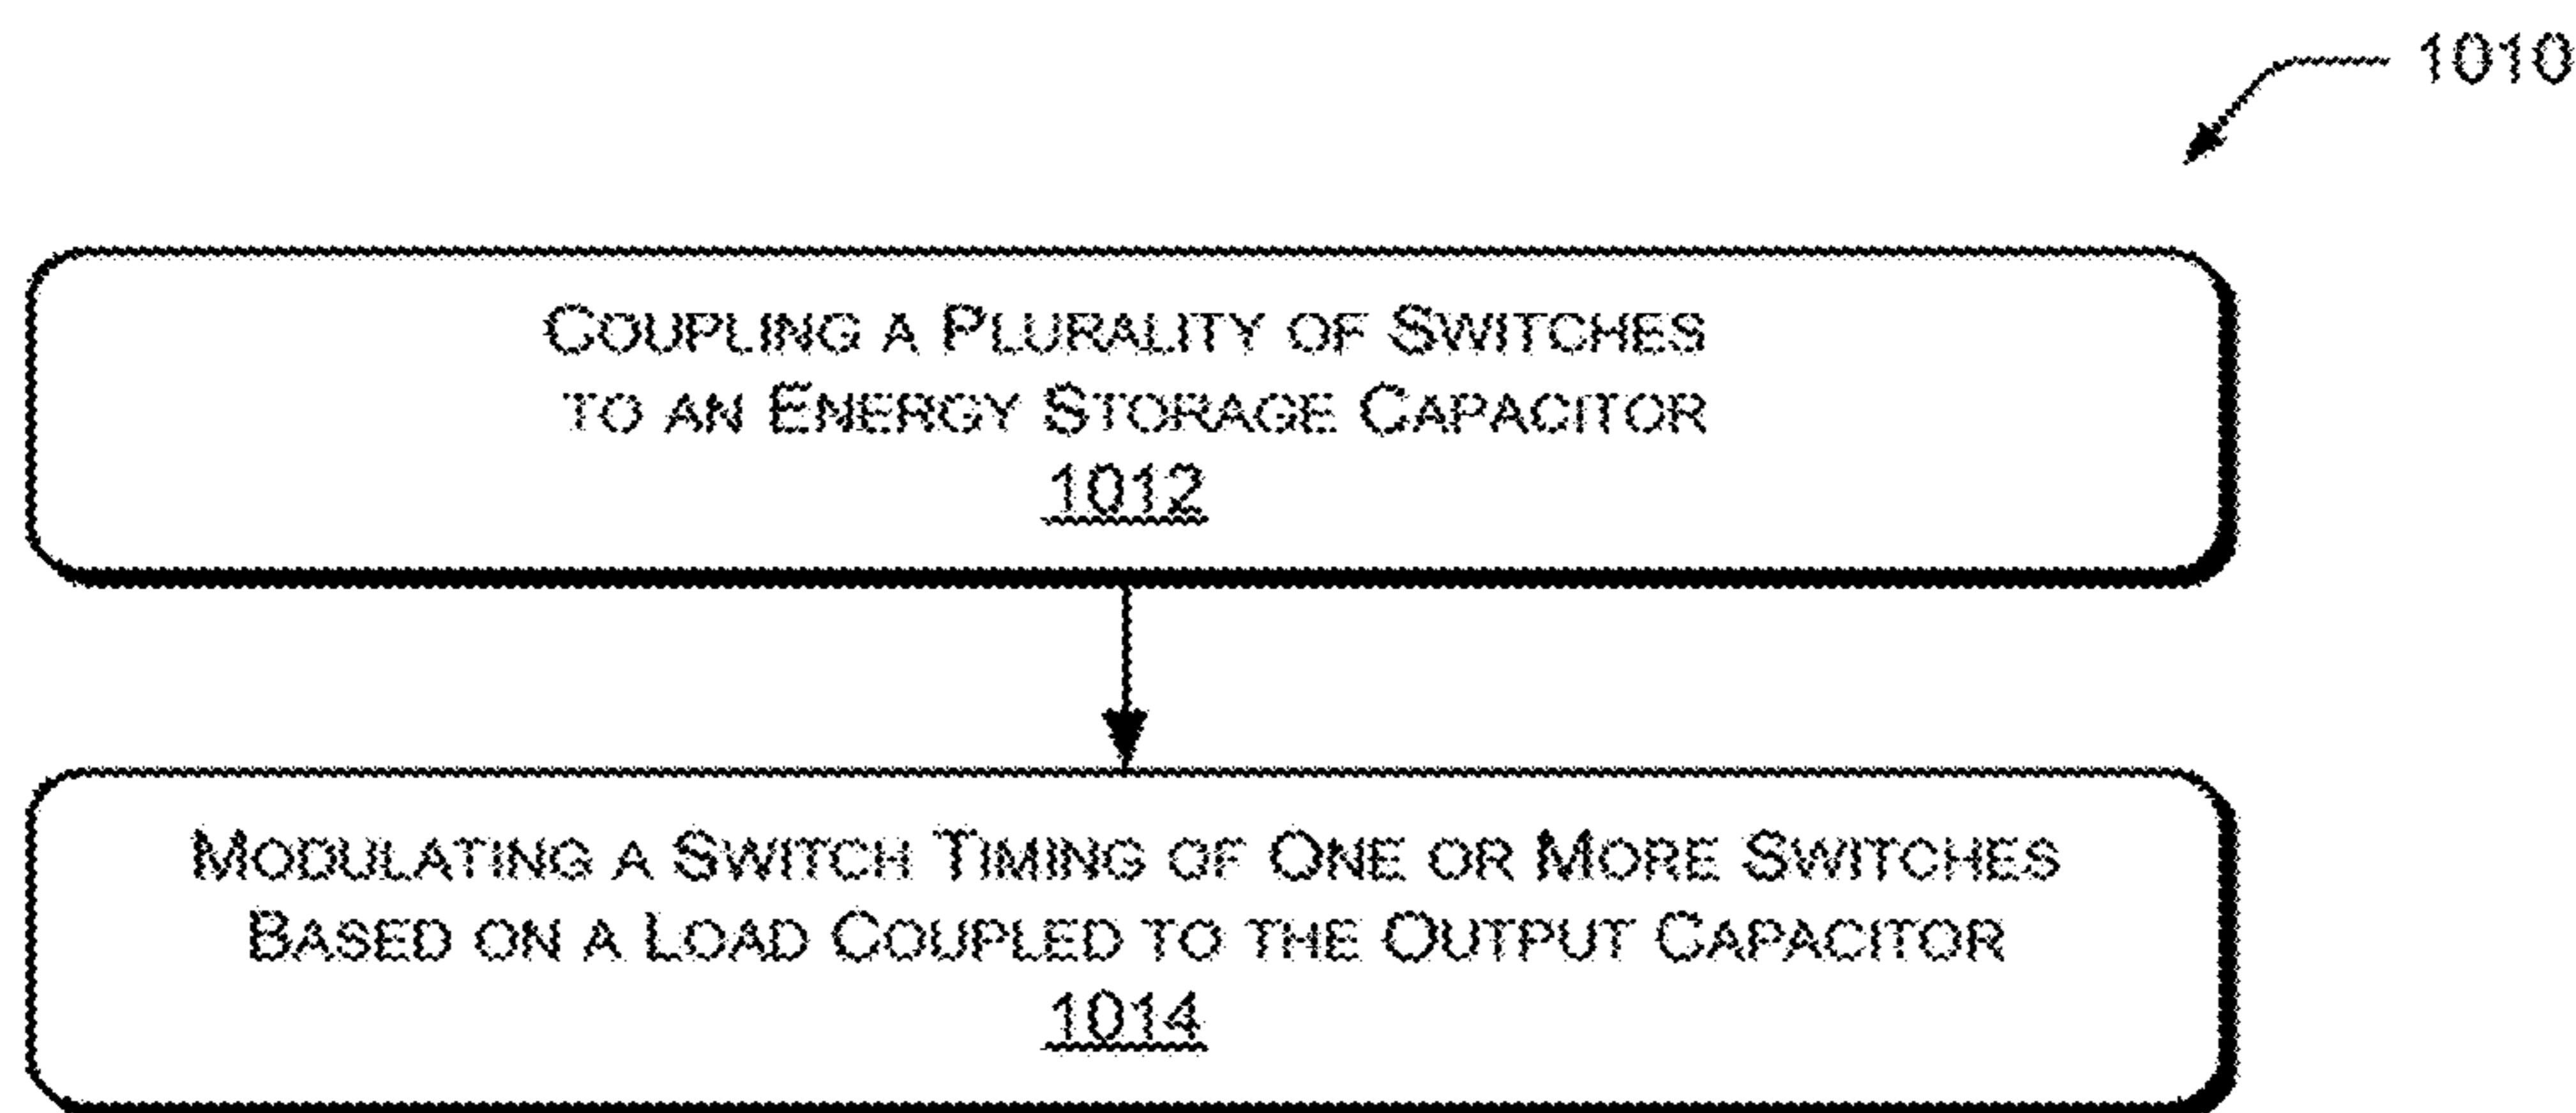 1010
COUPLING A PLURALITY OF SWITCHES
TO AN ENERGY STORAGE CAPACITOR
1012
MODULATING A SWITCH TIMING OF ONE OR MORE SWITCHES
BASED ON A LOAD COUPLED TO THE OUTPUT CAPACITOR
1014